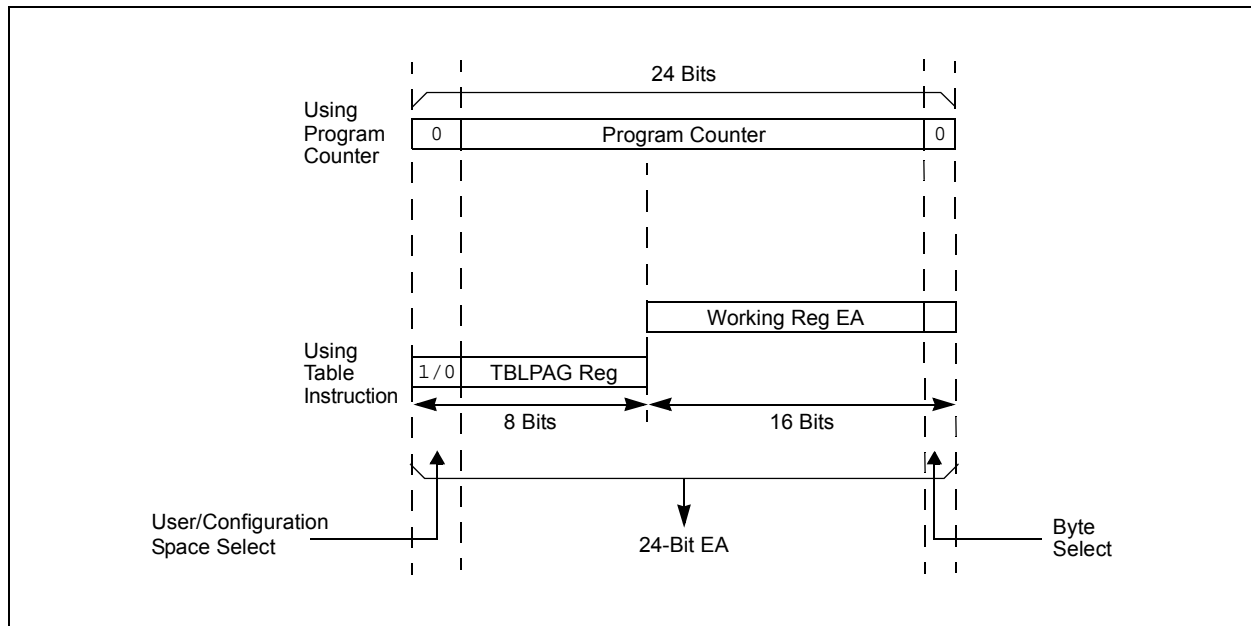 24 Bits
Using
Program
Counter
0
Program Counter
0
Working Reg EA
Using
Table
Instruction
1/0
TBLPAG Reg
8 Bits
16 Bits
User/Configuration
Space Select
24-Bit EA
Byte
Select